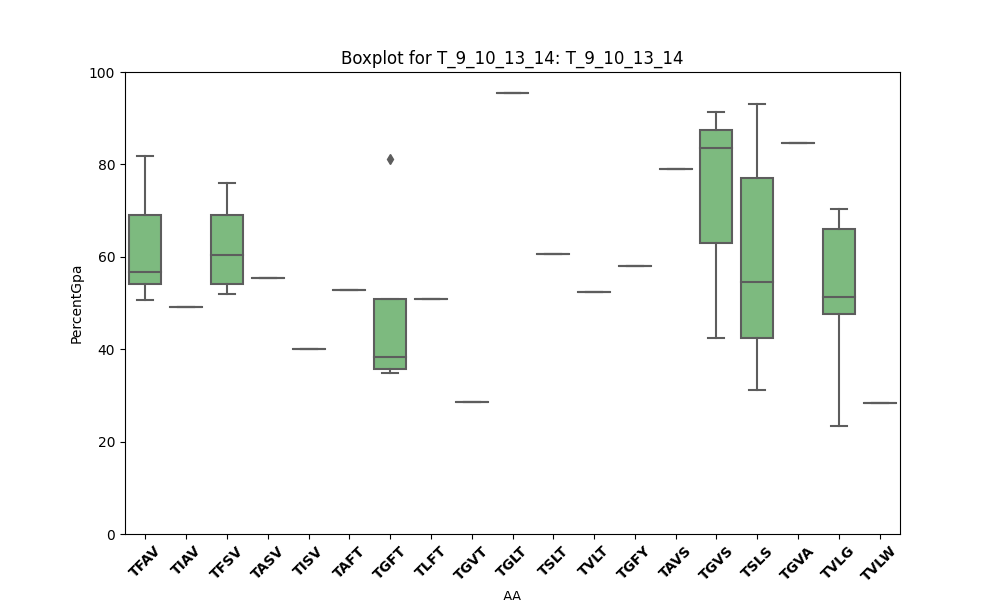 Boxplot for T_9_10_13_14: T_9_10_13_14
PercentGpa
100
80
60
40
20
0
TFAV
TIAV
TFSV
TASV
TISV
TAFT
TGFT
TLFT
TGVT
TGLT
TSLT
TVLT
TGFY
TAVS
TGVS
TSLS
TGVA
TVLG
TVLW
AA